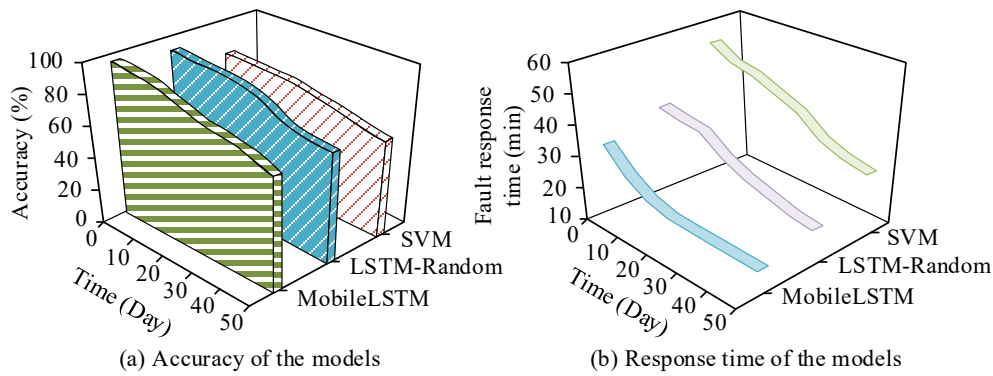 Accuracy (%)
100
80
60
40
20
0
0
10
20
30
40
50
Time (Day)
SVM
LSTM-Random
MobileLSTM
(a) Accuracy of the models
Fault response
time (min)
60
50
40
30
20
10
0
10
20
30
40
50
Time (Day)
SVM
LSTM-Random
MobileLSTM
(b) Response time of the models